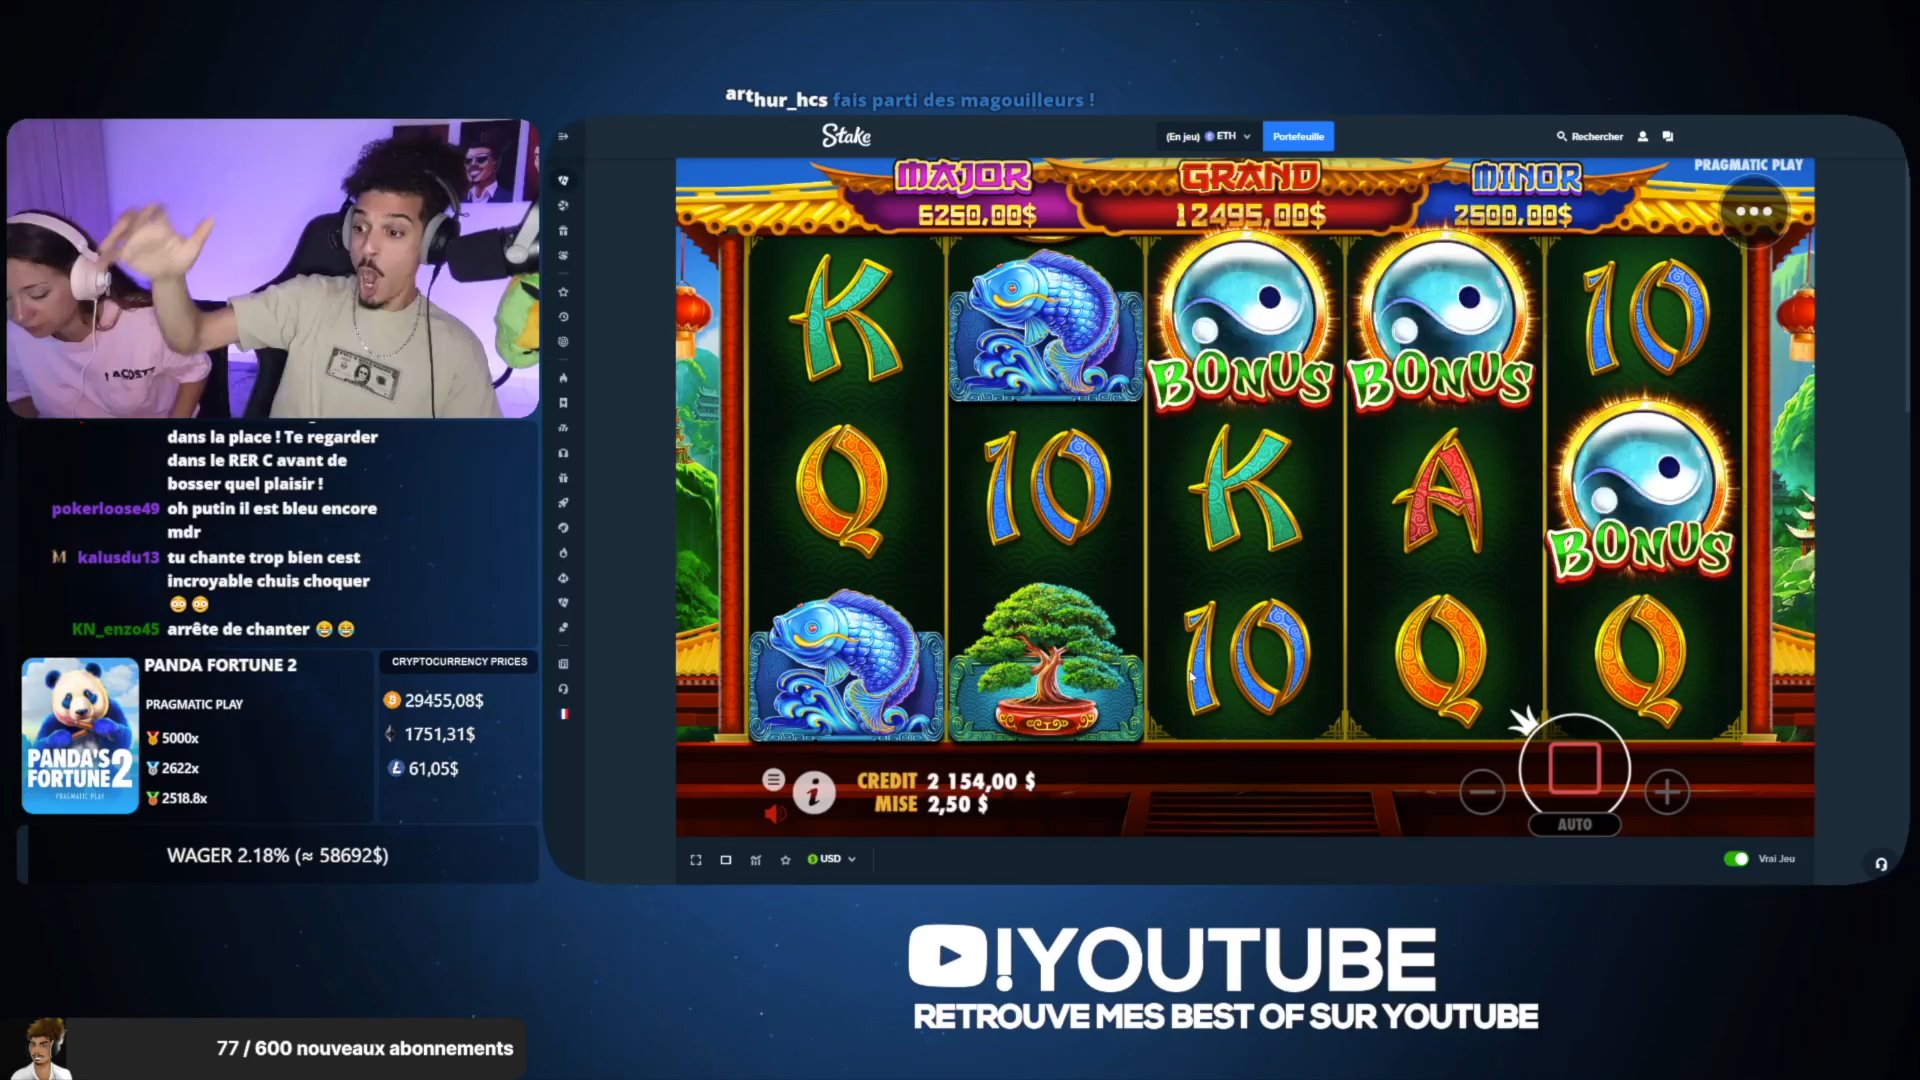 arthur_hcs fais parti des magouilleurs !
Stake
(En jeu) ETH
Portefeuille
Rechercher
MAJOR
6250,00$
GRAND
12495,00$
MINOR
2500,00$
PRAGMATIC PLAY
K
BONUS
BONUS
10
Q
10
K
A
BONUS
10
Q
Q
LACOSTE
dans la place ! Te regarder
dans le RER C avant de
bosser quel plaisir !
pokerloose49 oh putin il est bleu encore
mdr
M kalusdu13 tu chante trop bien cest
incroyable chuis choquer
😳 😳
KN_enzo45 arrête de chanter 😂 😂
PANDA FORTUNE 2
PRAGMATIC PLAY
5000x
2622x
2518.8x
PANDA'S
FORTUNE 2
PRAGMATIC PLAY
CRYPTOCURRENCY PRICES
29455,08$
1751,31$
61,05$
WAGER 2.18% (≈ 58692$)
CREDIT 2 154,00 $
MISE 2,50 $
AUTO
USD
Vrai Jeu
!YOUTUBE
RETROUVE MES BEST OF SUR YOUTUBE
77 / 600 nouveaux abonnements